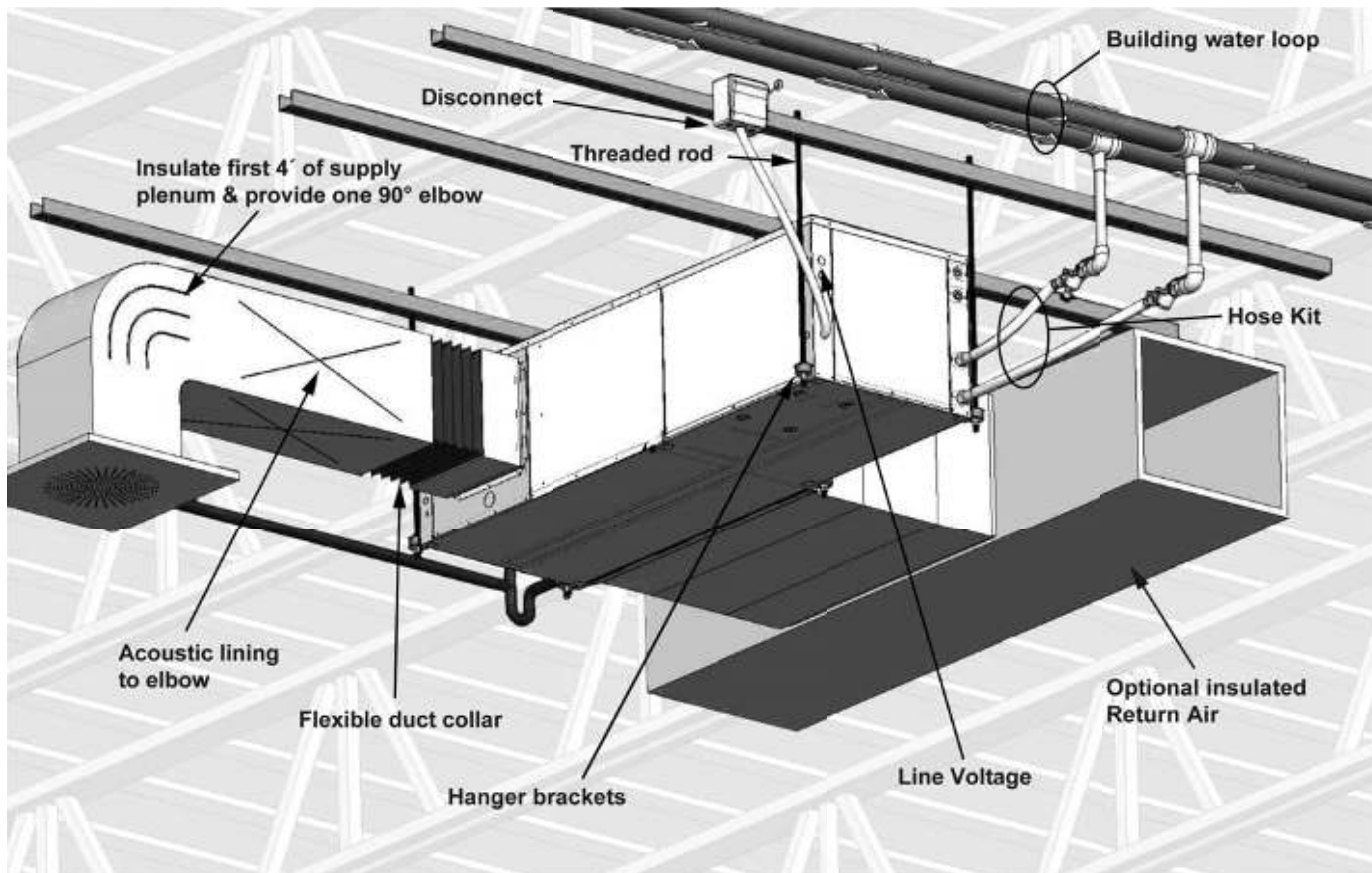 Building water loop
Disconnect
Threaded rod
Insulate first 4´ of supply
plenum & provide one 90° elbow
Hose Kit
Acoustic lining
to elbow
Flexible duct collar
Optional insulated
Return Air
Line Voltage
Hanger brackets